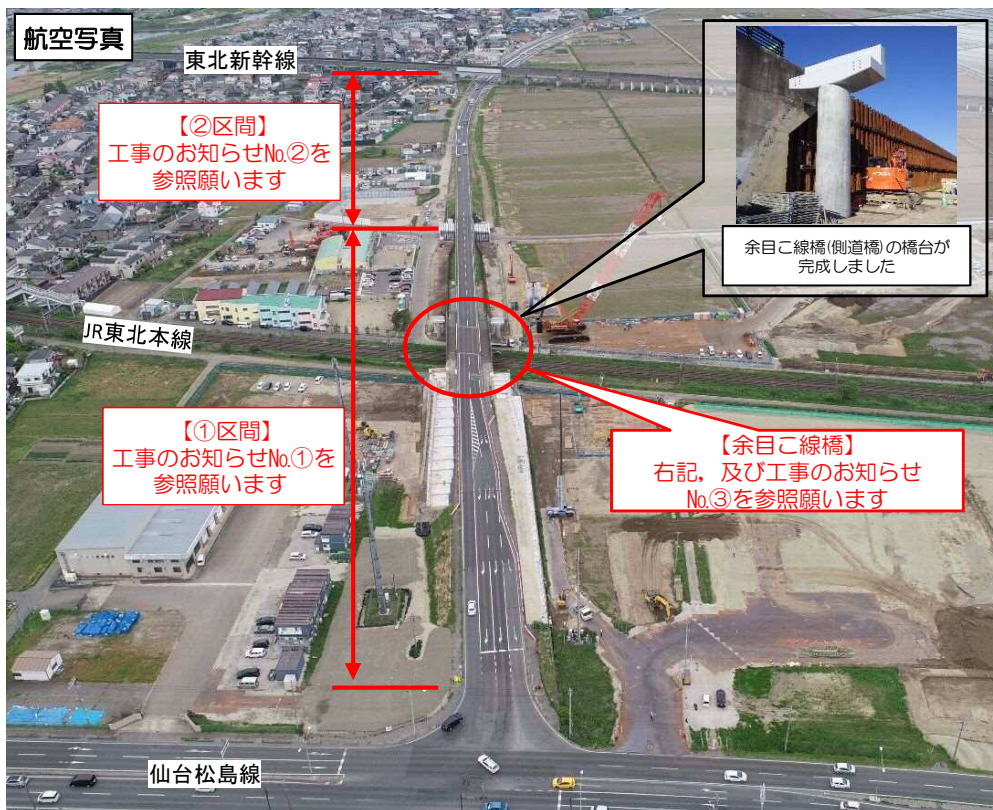 航空写真
東北新幹線
【②区間】
工事のお知らせNo.②を
参照願います
余目こ線橋(側道橋)の橋台が
完成しました
JR東北本線
【①区間】
工事のお知らせNo.①を
参照願います
【余目こ線橋】
右記，及び工事のお知らせ
No.③を参照願います
仙台松島線